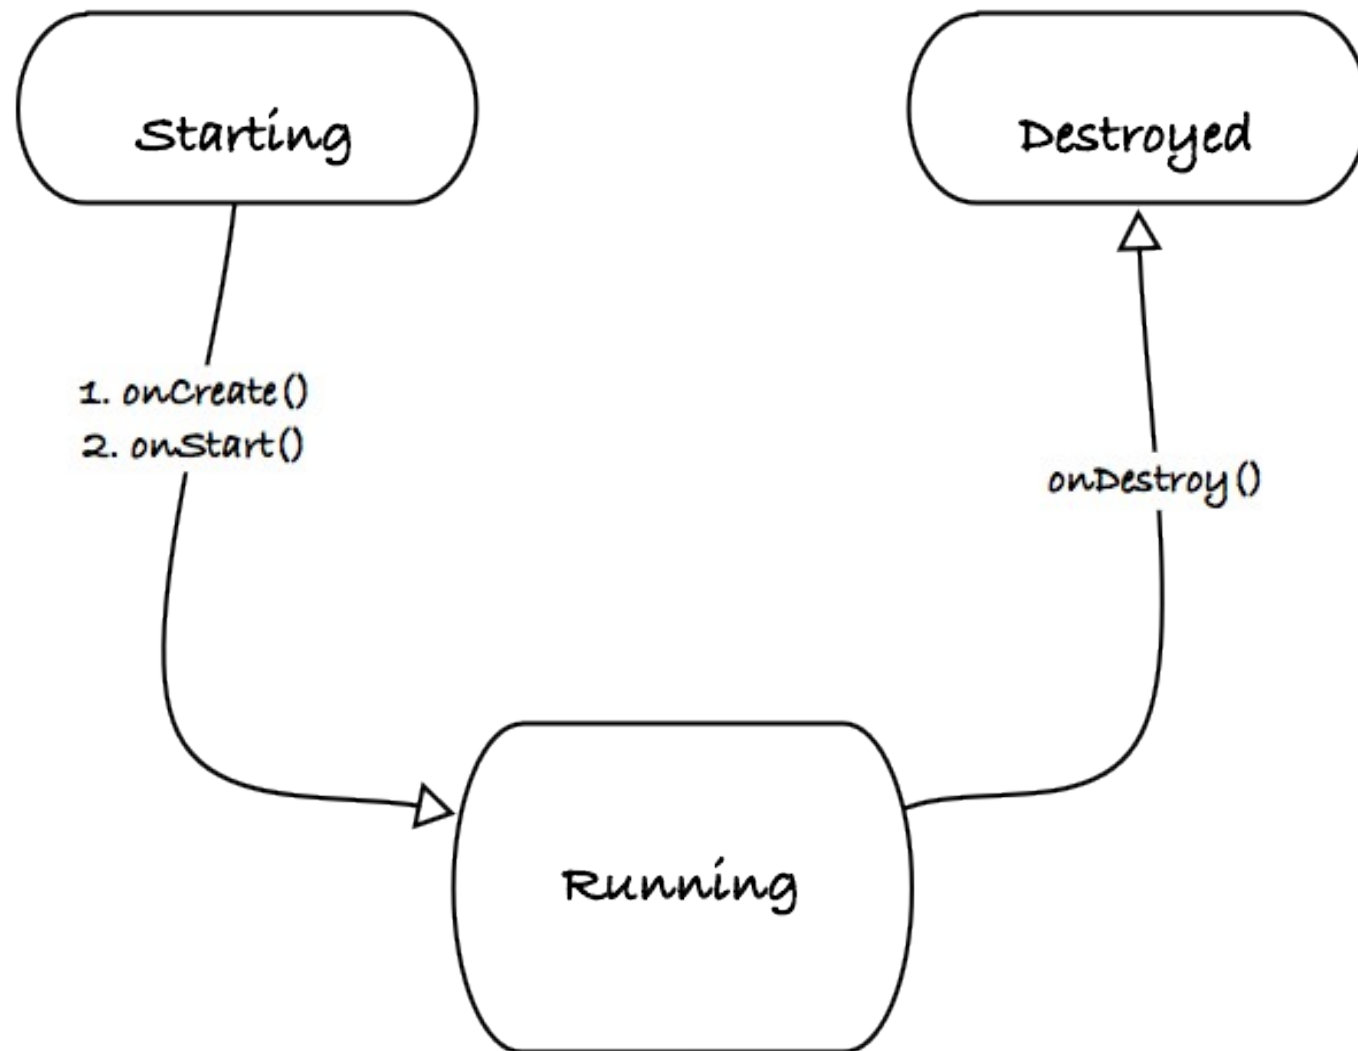 Starting
Destroyed
1. onCreate()
2. onStart()
onDestroy()
Running